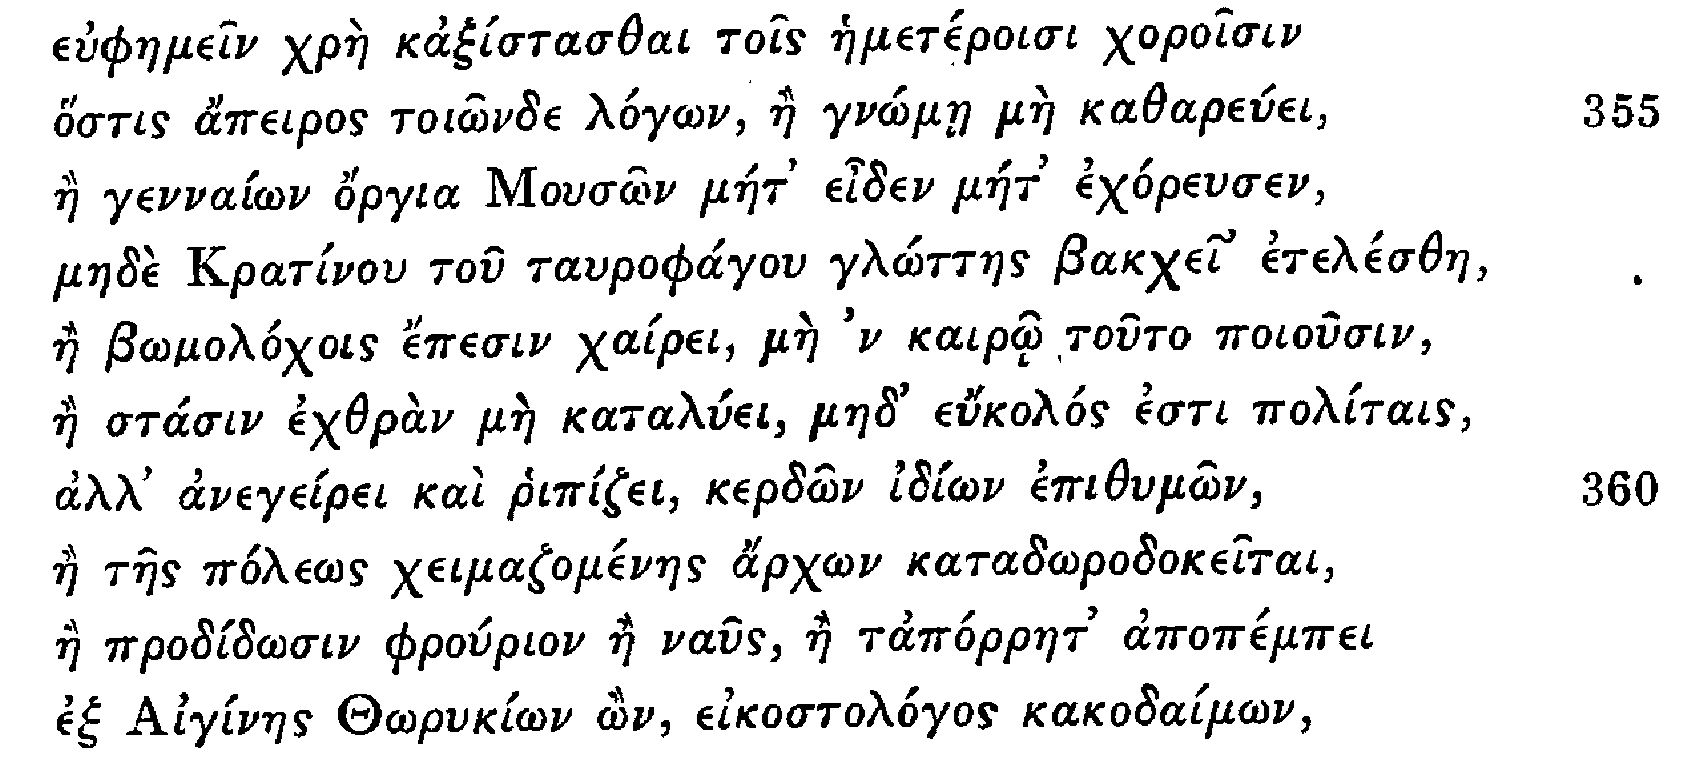 εὐφημεῖν χρὴ κἀξίστασθαι τοῖς ἡμετέροισι χοροῖσιν
ὅστις ἄπειρος τοιῶνδε λόγων, ἢ γνώμῃ μὴ καθαρεύει, 355
ἢ γενναίων ὄργια Μουσῶν μήτ’ εἶδεν μήτ’ ἐχόρευσεν,
μηδὲ Κρατίνου τοῦ ταυροφάγου γλώττης βακχεῖ’ ἐτελέσθη,
ἢ βωμολόχοις ἔπεσιν χαίρει, μὴ ’ν καιρῷ τοῦτο ποιοῦσιν,
ἢ στάσιν ἐχθρὰν μὴ καταλύει, μηδ’ εὔκολός ἐστι πολίταις,
ἀλλ’ ἀνεγείρει καὶ ῥιπίζει, κερδῶν ἰδίων ἐπιθυμῶν, 360
ἢ τῆς πόλεως χειμαζομένης ἄρχων καταδωροδοκεῖται,
ἢ προδίδωσιν φρούριον ἢ ναῦς, ἢ τἀπόρρητ’ ἀποπέμπει
ἐξ Αἰγίνης Θωρυκίων ὢν, εἰκοστολόγος κακοδαίμων,